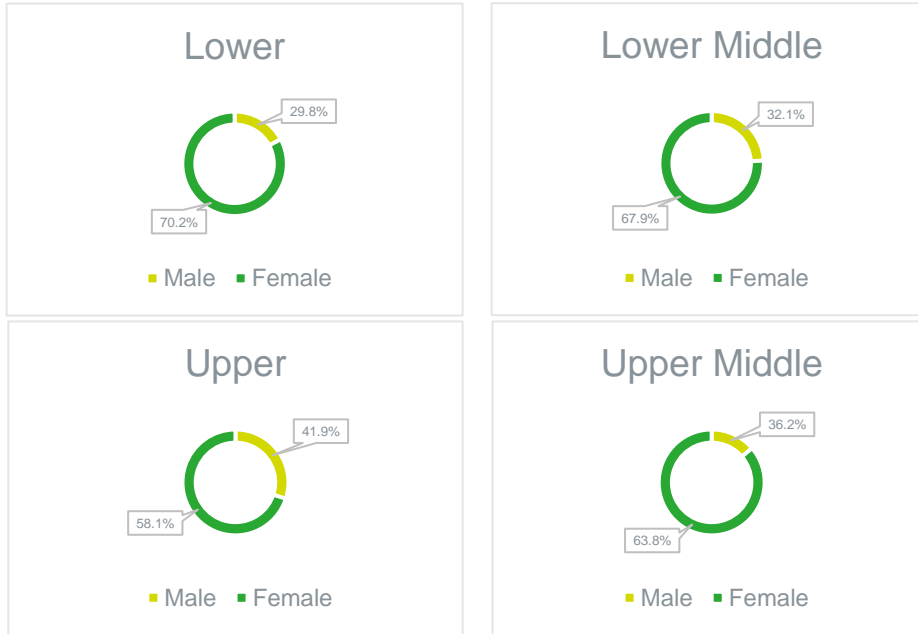 Lower
29.8%
70.2%
Male Female
Lower Middle
32.1%
67.9%
Male Female
Upper
41.9%
58.1%
Male Female
Upper Middle
36.2%
63.8%
Male Female